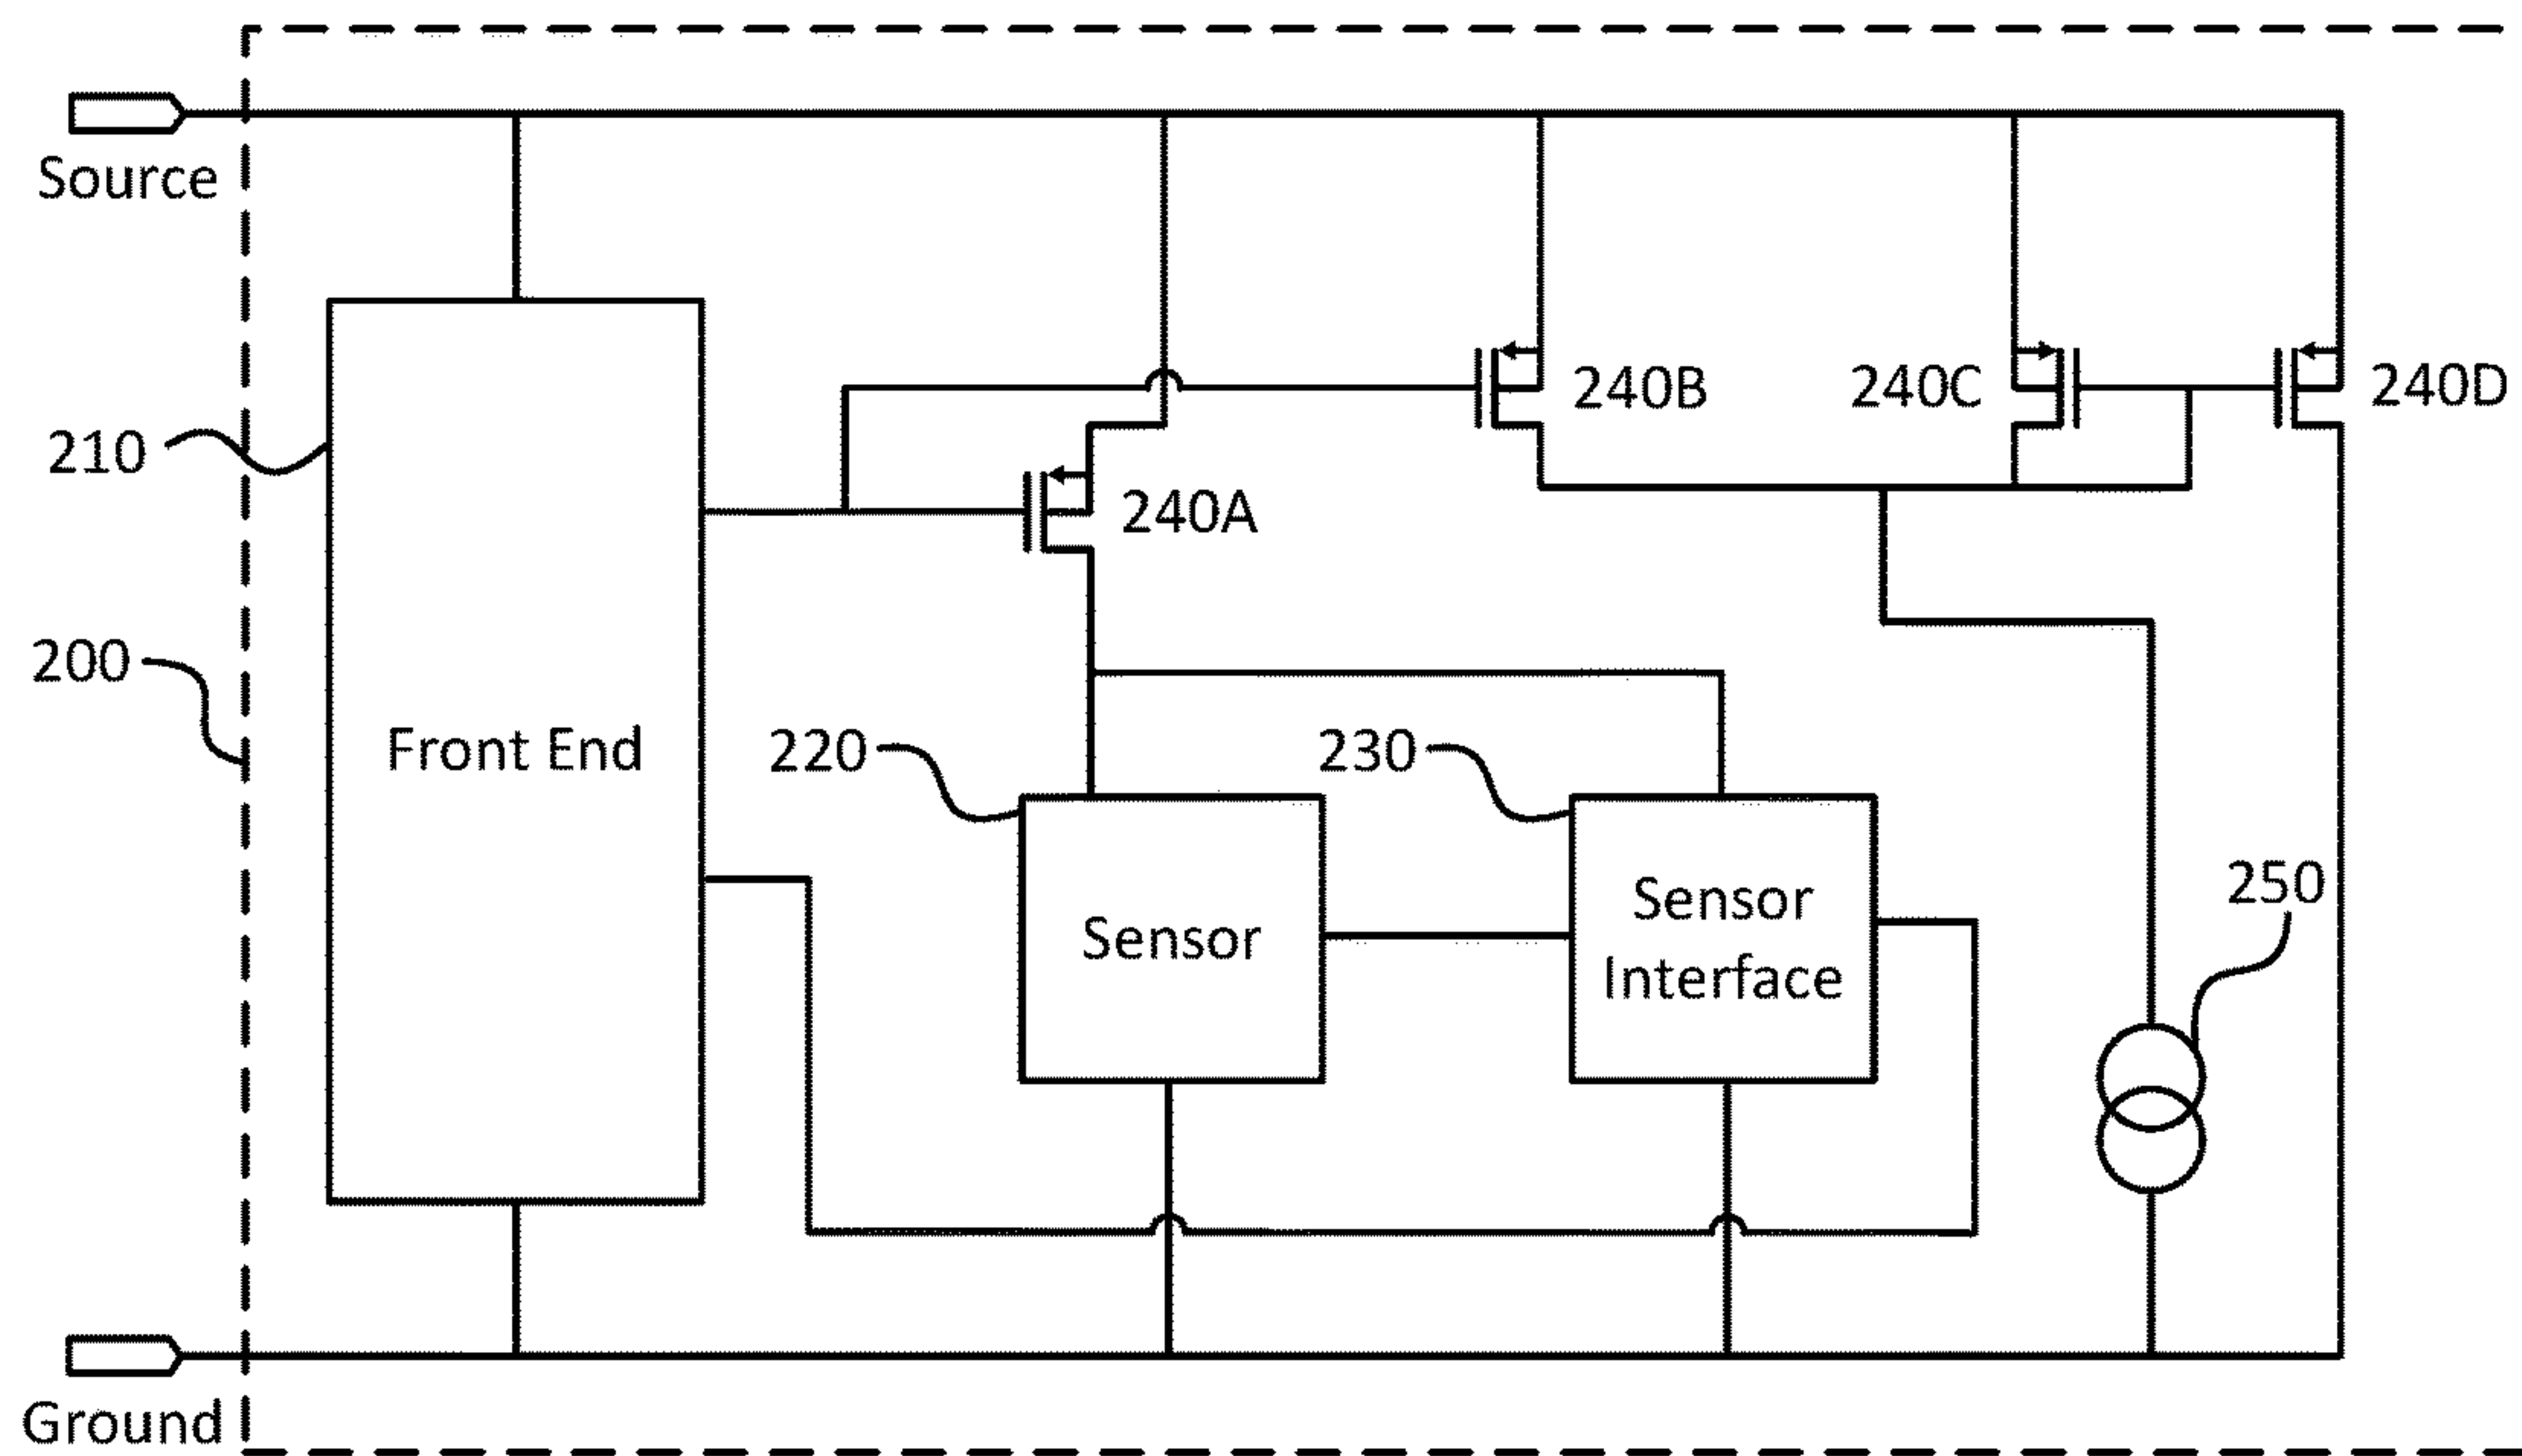 Source
240B
240C
240D
210
240A
200
Front End
220
230
250
Sensor
Sensor
Interface
Ground